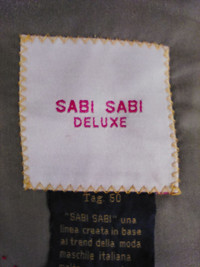 SABI SABI
DELUXE
Tag 50
"SABI SABI" una
linea creata in base
ai trend della moda
maschile italiana